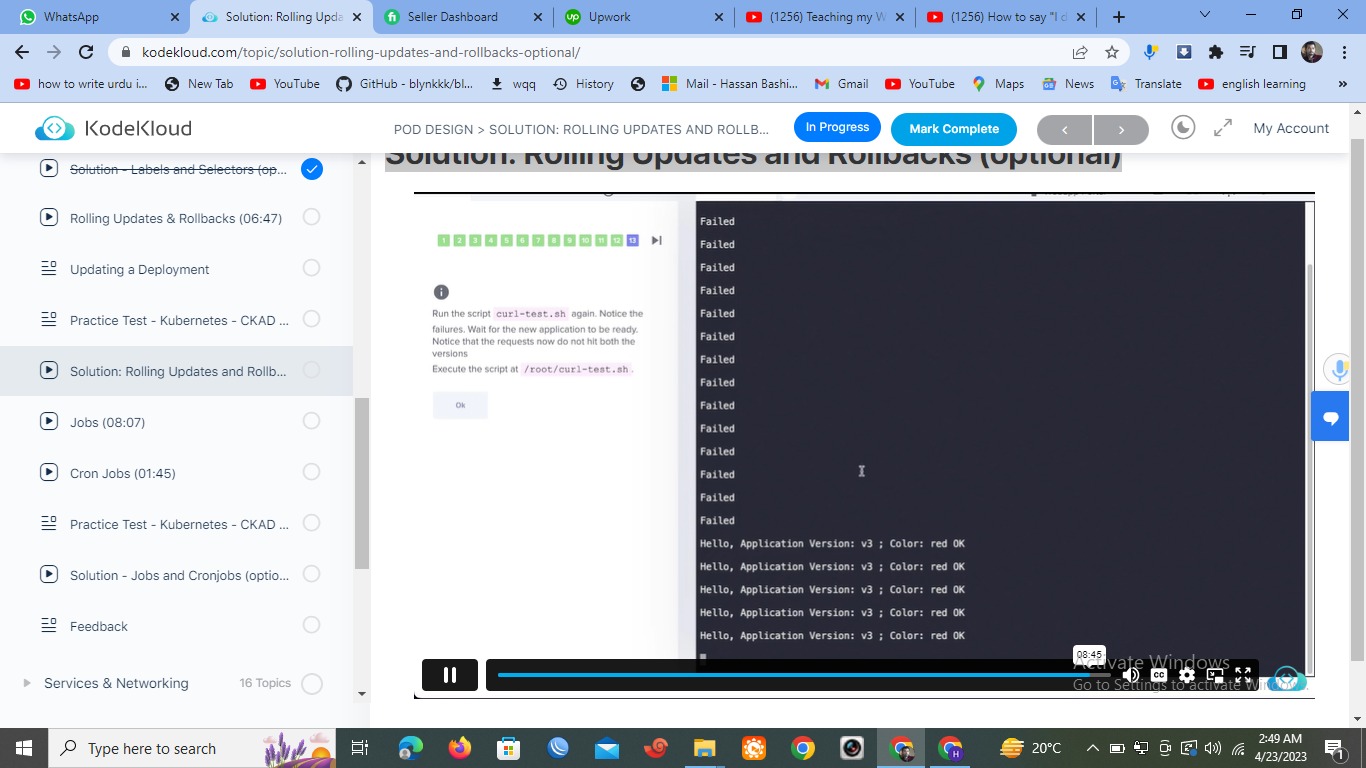 WhatsApp
Solution: Rolling Upda
Seller Dashboard
Upwork
(1256) Teaching my W
(1256) How to say "I d
kodekloud.com/topic/solution-rolling-updates-and-rollbacks-optional/
how to write urdu i...
New Tab
YouTube
GitHub - blynkkk/bl...
wqq
History
Mail - Hassan Bashi...
Gmail
YouTube
Maps
News
Translate
english learning
KodeKloud
POD DESIGN > SOLUTION: ROLLING UPDATES AND ROLLB...
In Progress
Mark Complete
My Account
Solution - Labels and Selectors (op...
Rolling Updates & Rollbacks (06:47)
Updating a Deployment
Practice Test - Kubernetes - CKAD ...
Solution: Rolling Updates and Rollb...
Jobs (08:07)
Cron Jobs (01:45)
Practice Test - Kubernetes - CKAD ...
Solution - Jobs and Cronjobs (optio...
Feedback
Services & Networking
16 Topics
Solution: Rolling Updates and Rollbacks (optional)
1 2 3 4 5 6 7 8 9 10 11 12 13
Run the script curl-test.sh again. Notice the
failures. Wait for the new application to be ready.
Notice that the requests now do not hit both the
versions
Execute the script at /root/curl-test.sh.
Ok
Failed
Failed
Failed
Failed
Failed
Failed
Failed
Failed
Failed
Failed
Failed
Failed
Failed
Failed
Hello, Application Version: v3 ; Color: red OK
Hello, Application Version: v3 ; Color: red OK
Hello, Application Version: v3 ; Color: red OK
Hello, Application Version: v3 ; Color: red OK
Hello, Application Version: v3 ; Color: red OK
08:45
CC
Activate Windows
Go to Settings to activate Windows.
Type here to search
20°C
2:49 AM
4/23/2023